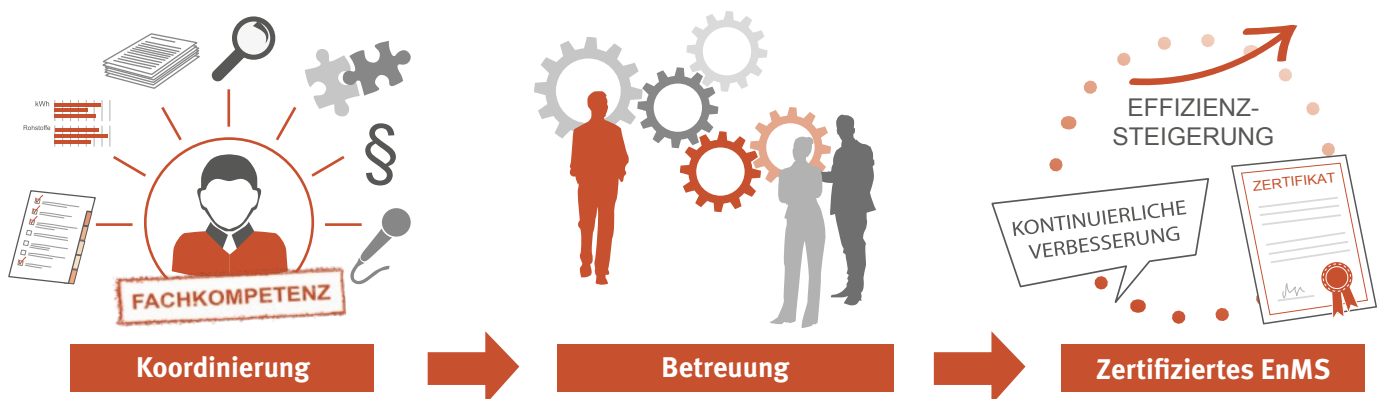 kWh
Rohstoffe
§
FACHKOMPETENZ
Koordinierung
Betreuung
EFFIZIENZ-
STEIGERUNG
ZERTIFIKAT
KONTINUIERLICHE
VERBESSERUNG
Zertifiziertes EnMS